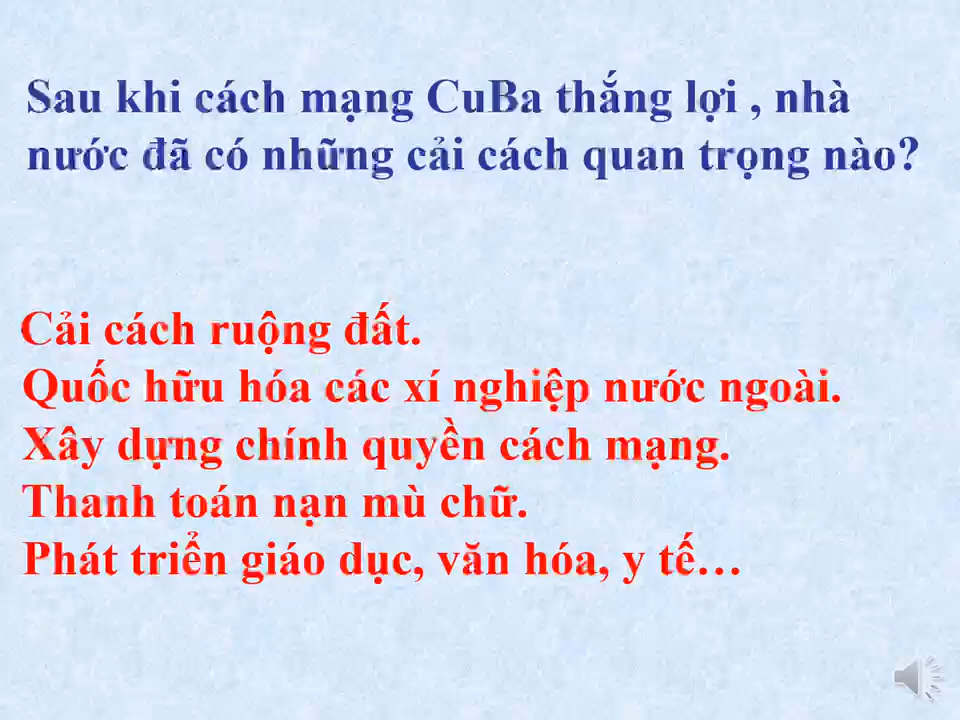 Sau khi cách mạng CuBa thắng lợi , nhà
nước đã có những cải cách quan trọng nào?
Cải cách ruộng đất.
Quốc hữu hóa các xí nghiệp nước ngoài.
Xây dựng chính quyền cách mạng.
Thanh toán nạn mù chữ.
Phát triển giáo dục, văn hóa, y tế…